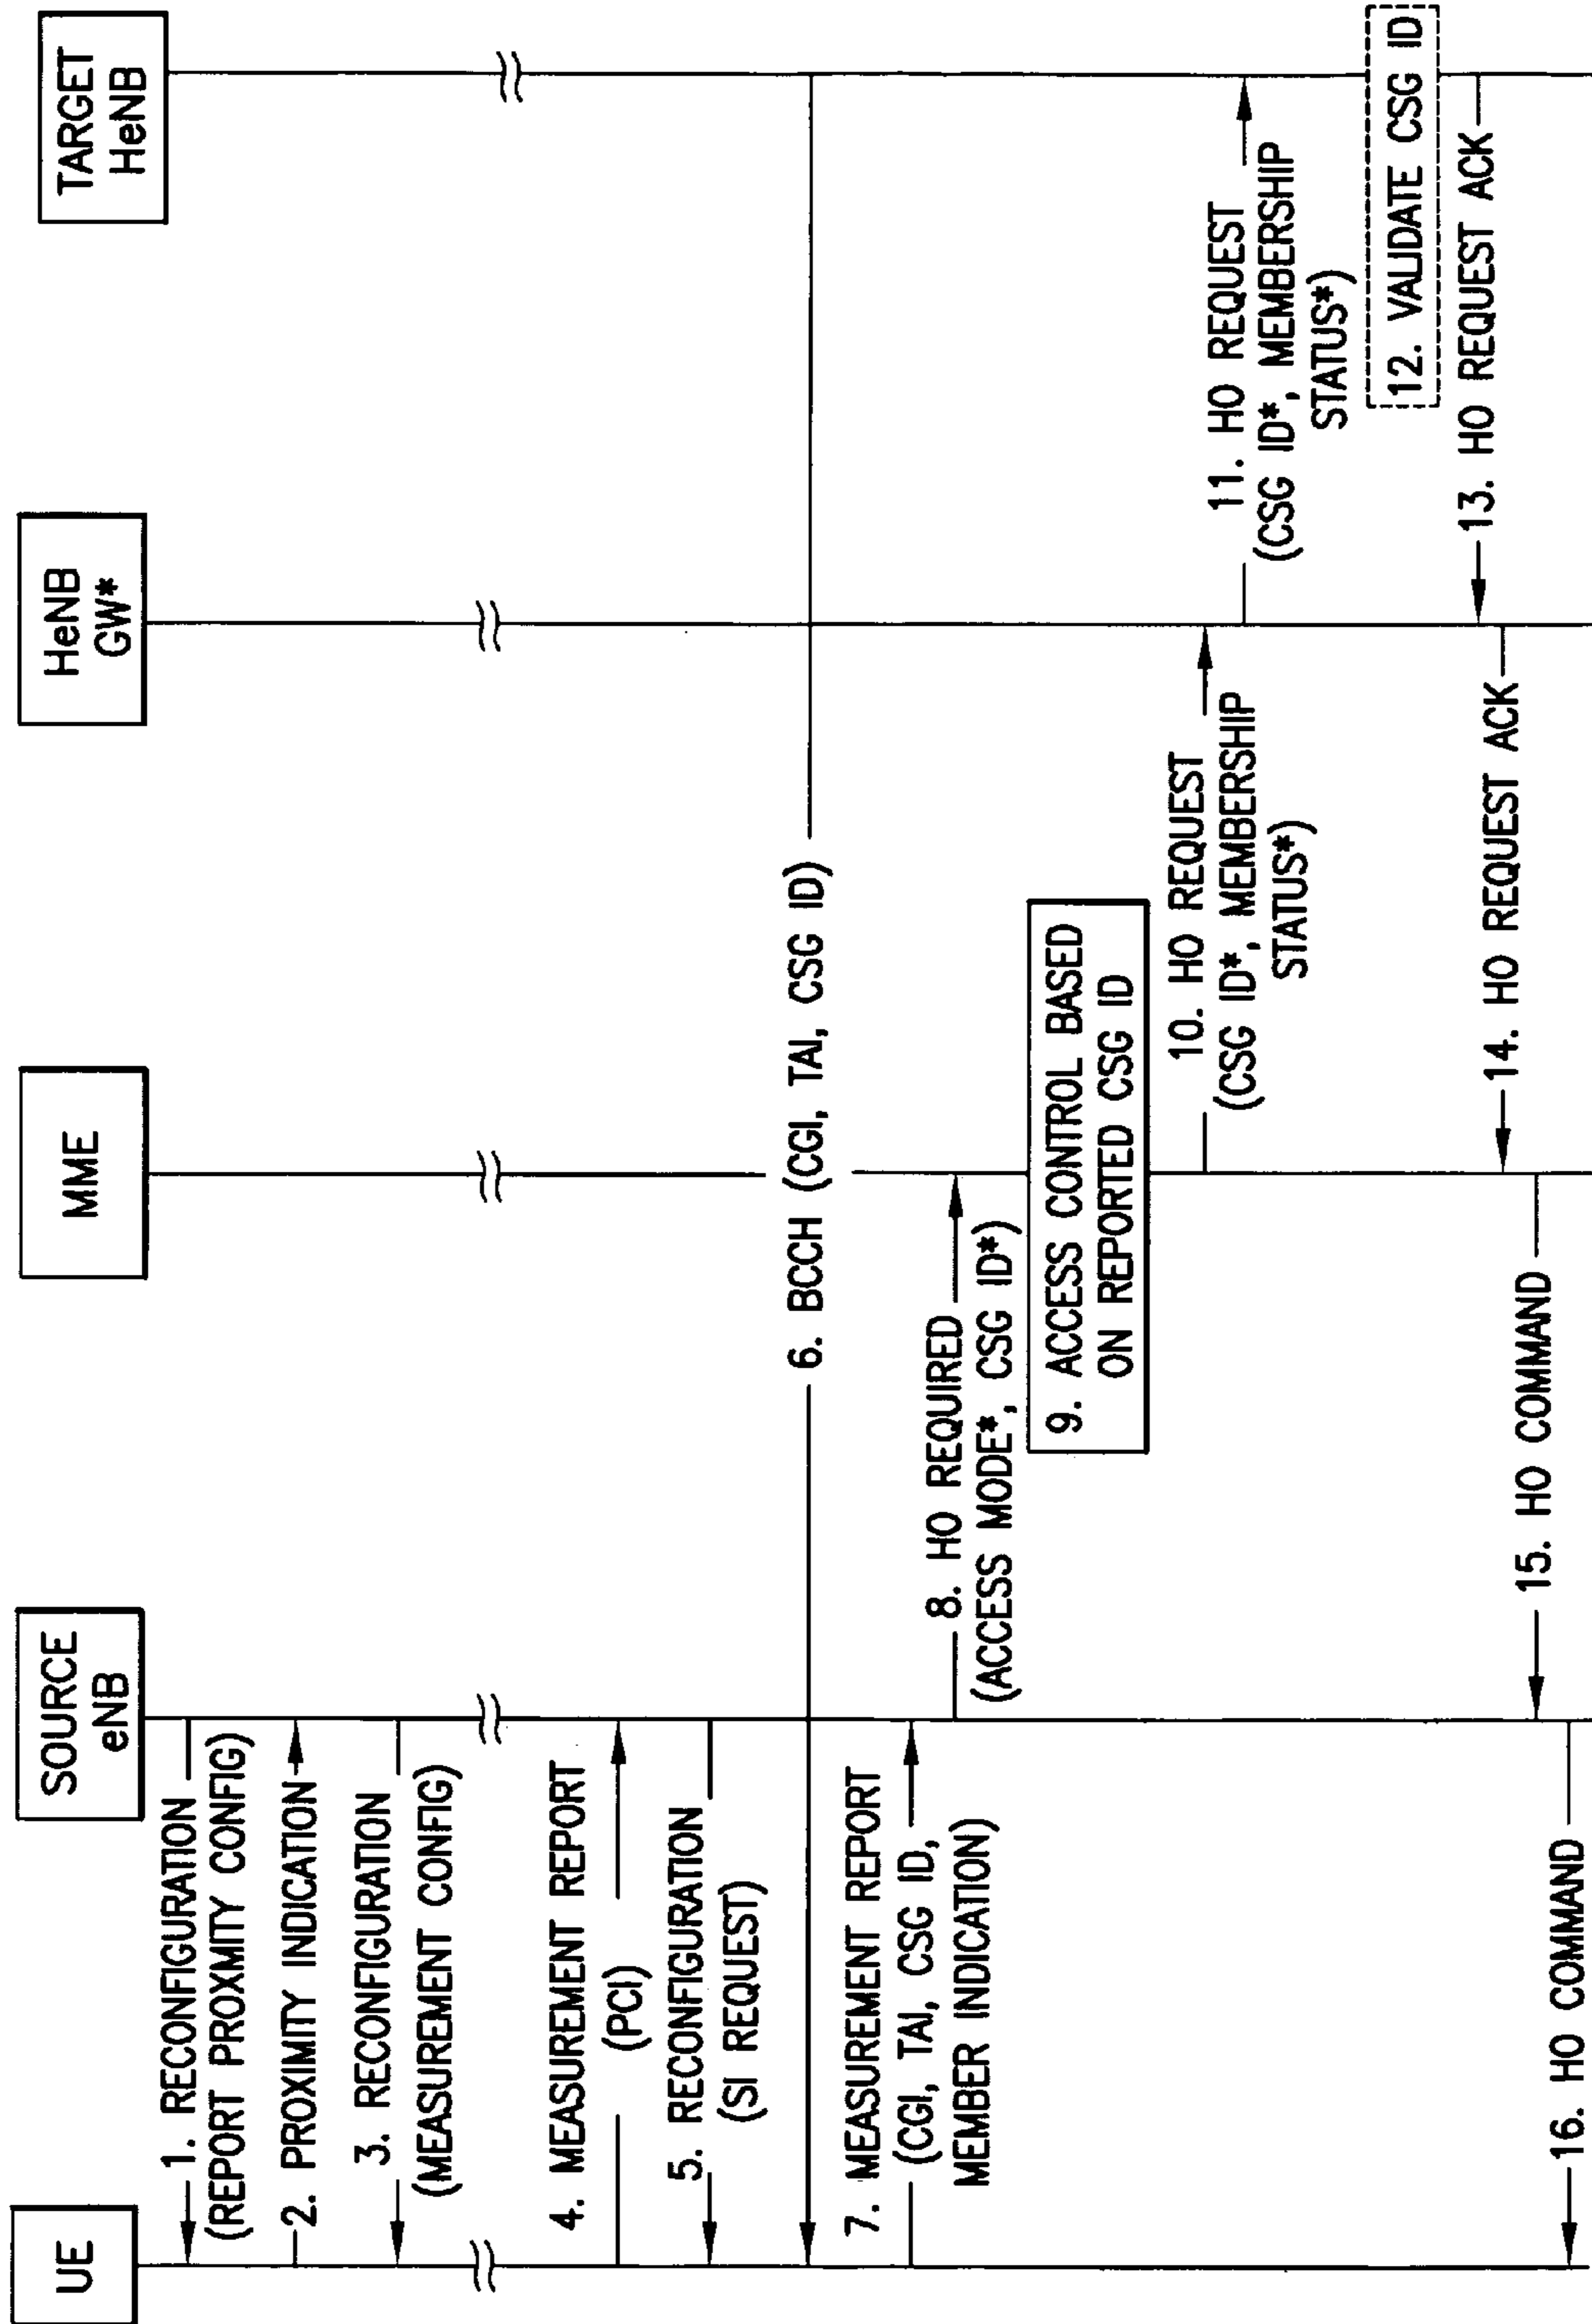 UE
SOURCE
eNB
MME
HeNB
GW*
TARGET
HeNB
1. RECONFIGURATION
(REPORT PROXIMITY CONFIG)
2. PROXIMITY INDICATION
3. RECONFIGURATION
(MEASUREMENT CONFIG)
4. MEASUREMENT REPORT
(PCI)
5. RECONFIGURATION
(SI REQUEST)
6. BCCH (CGI, TAI, CSG ID)
7. MEASUREMENT REPORT
(CGI, TAI, CSG ID,
MEMBER INDICATION)
8. HO REQUIRED
(ACCESS MODE*, CSG ID*)
9. ACCESS CONTROL BASED
ON REPORTED CSG ID
10. HO REQUEST
(CSG ID*, MEMBERSHIP
STATUS*)
11. HO REQUEST
(CSG ID*, MEMBERSHIP
STATUS*)
12. VALIDATE CSG ID
13. HO REQUEST ACK
14. HO REQUEST ACK
15. HO COMMAND
16. HO COMMAND